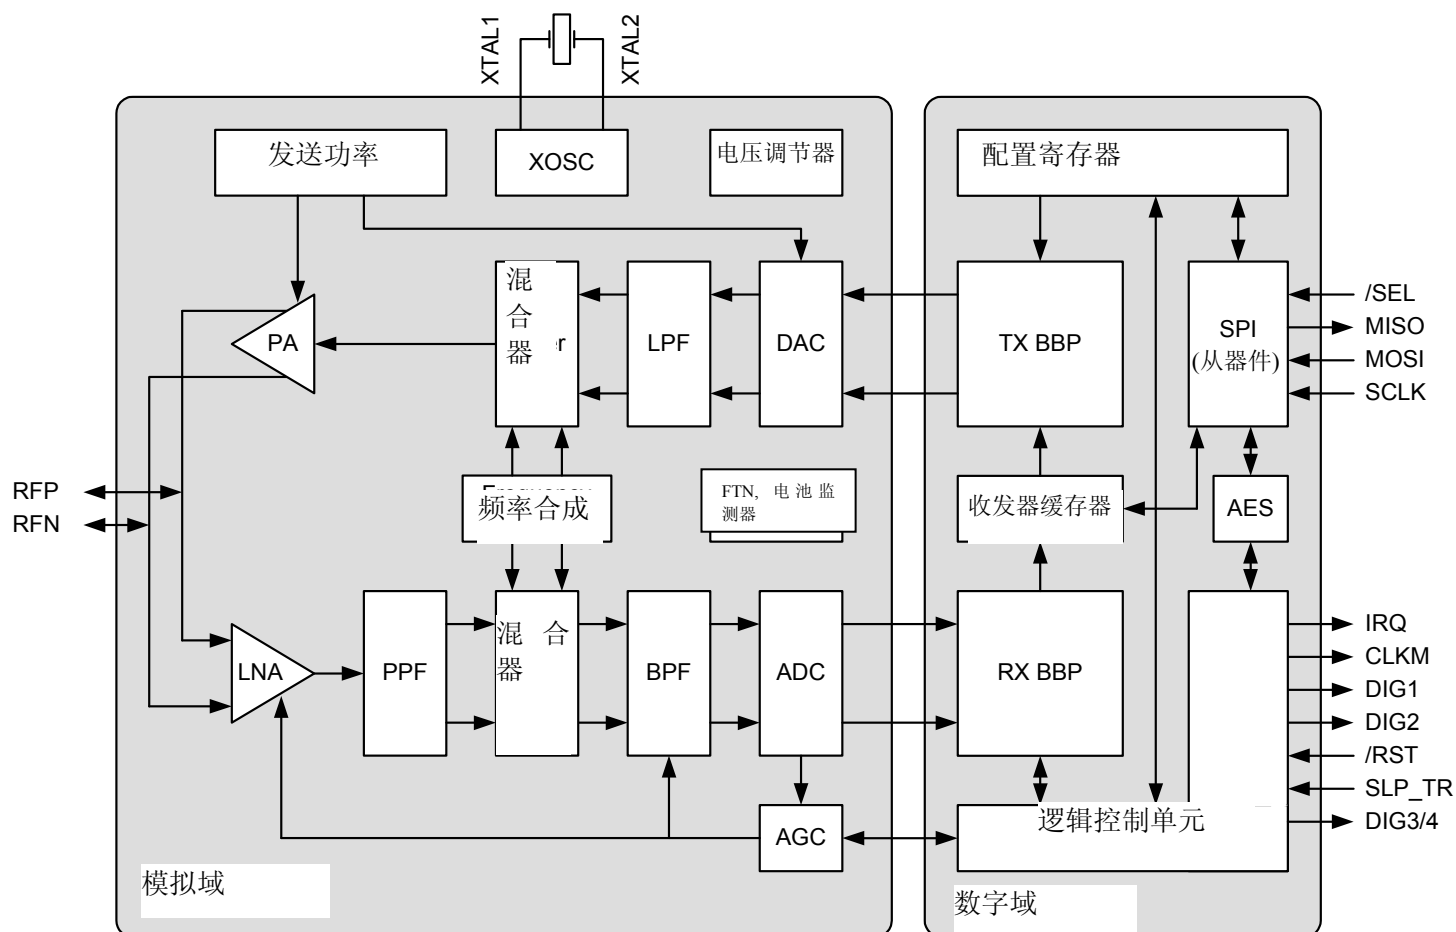 XTAL1
XTAL2
发送功率
XOSC
电压调节器
配置寄存器
混
合
器
r
PA
LPF
DAC
TX BBP
SPI
(从器件)
/SEL
MISO
MOSI
SCLK
RFP
RFN
频率合成
FTN, 电池监
测器
收发器缓存器
AES
LNA
PPF
混 合
器
BPF
ADC
RX BBP
IRQ
CLKM
DIG1
DIG2
/RST
SLP_TR
DIG3/4
AGC
逻辑控制单元
模拟域
数字域